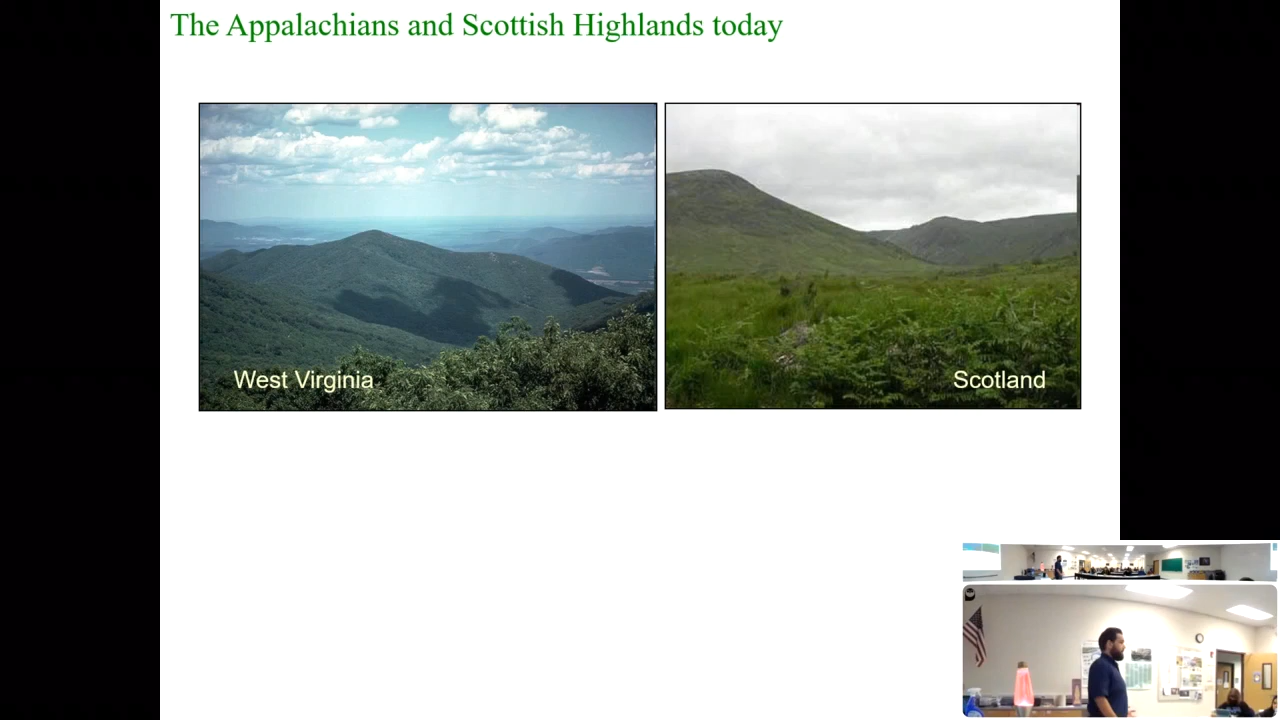 The Appalachians and Scottish Highlands today
West Virginia
Scotland